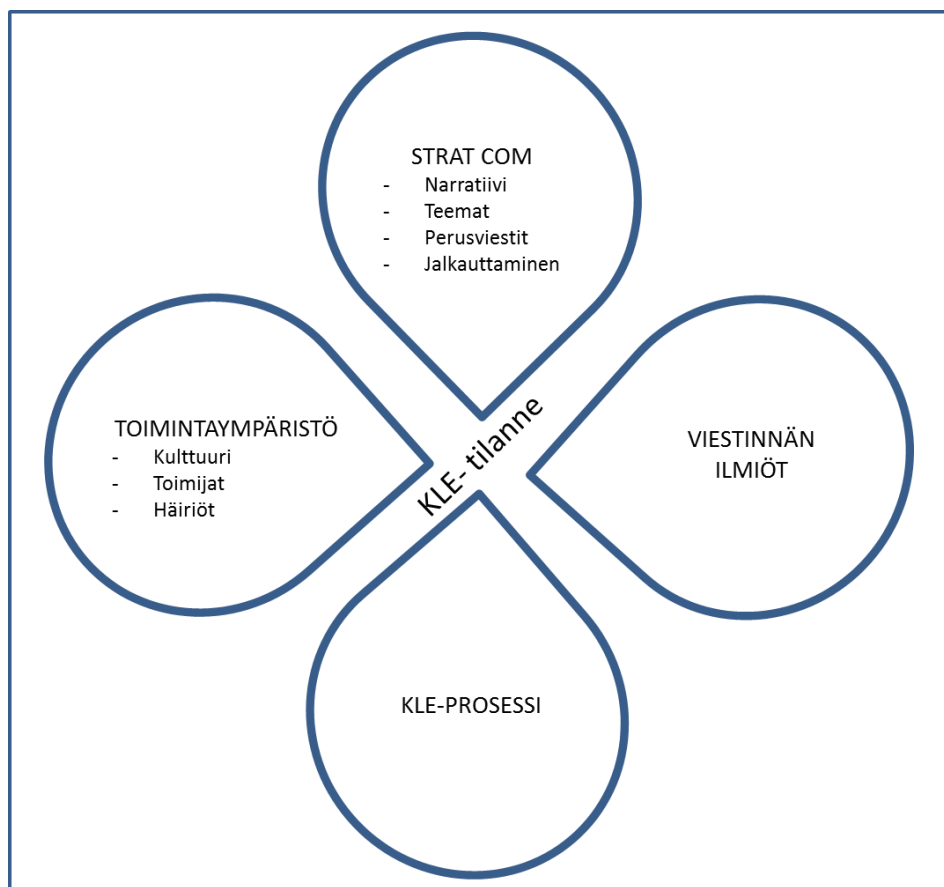 STRAT COM
- Narratiivi
- Teemat
- Perusviestit
- Jalkauttaminen
TOIMINTAYMPÄRISTÖ
- Kulttuuri
- Toimijat
- Häiriöt
KLE- tilanne
VIESTINNÄN
ILMIÖT
KLE-PROSESSI